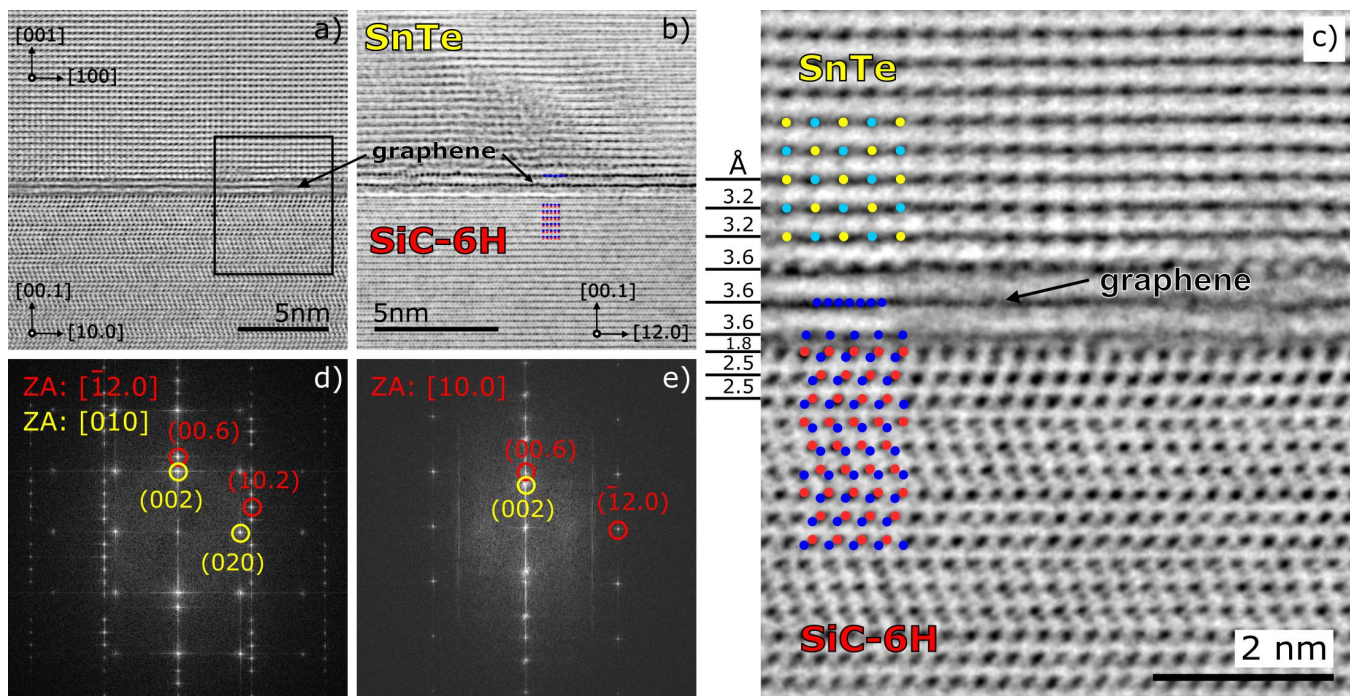 a)
[001]
[100]
[00.1]
[10.0]
5nm
b)
SnTe
graphene
SiC-6H
5nm
[00.1]
[12.0]
c)
SnTe
Å
3.2
3.2
3.6
3.6
3.6
1.8
2.5
2.5
graphene
SiC-6H
2 nm
d)
ZA: [1̄2.0]
ZA: [010]
(00.6)
(002)
(10.2)
(020)
e)
ZA: [10.0]
(00.6)
(002)
(1̄2.0)